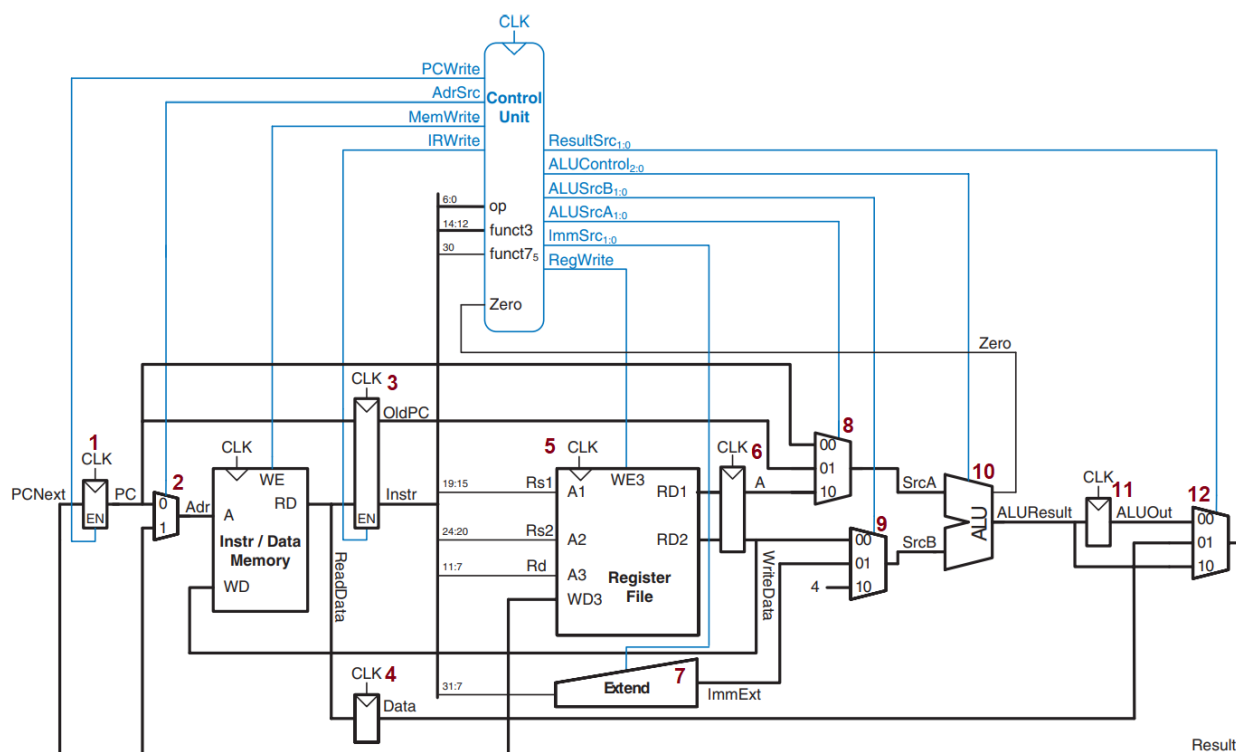 CLK
PCWrite
AdrSrc
MemWrite
IRWrite
Control
Unit
ResultSrc1:0
ALUControl2:0
ALUSrcB1:0
ALUSrcA1:0
ImmSrc1:0
RegWrite
6:0
op
14:12
funct3
30
funct75
Zero
Zero
CLK 3
OldPC
8
1
CLK
2
CLK
5
CLK
6
CLK
00
01
10
10
PCNext
PC
EN
0
1
Adr
WE
A
RD
Instr / Data
Memory
WD
ReadData
EN
Instr
19:15
Rs1
A1
WE3
RD1
A
24:20
Rs2
A2
RD2
11:7
Rd
A3
Register
File
WD3
WriteData
SrcA
9
00
01
4
10
SrcB
ALU
ALUResult
CLK
11
ALUOut
12
00
01
10
CLK 4
Data
31:7
Extend
7
ImmExt
Result